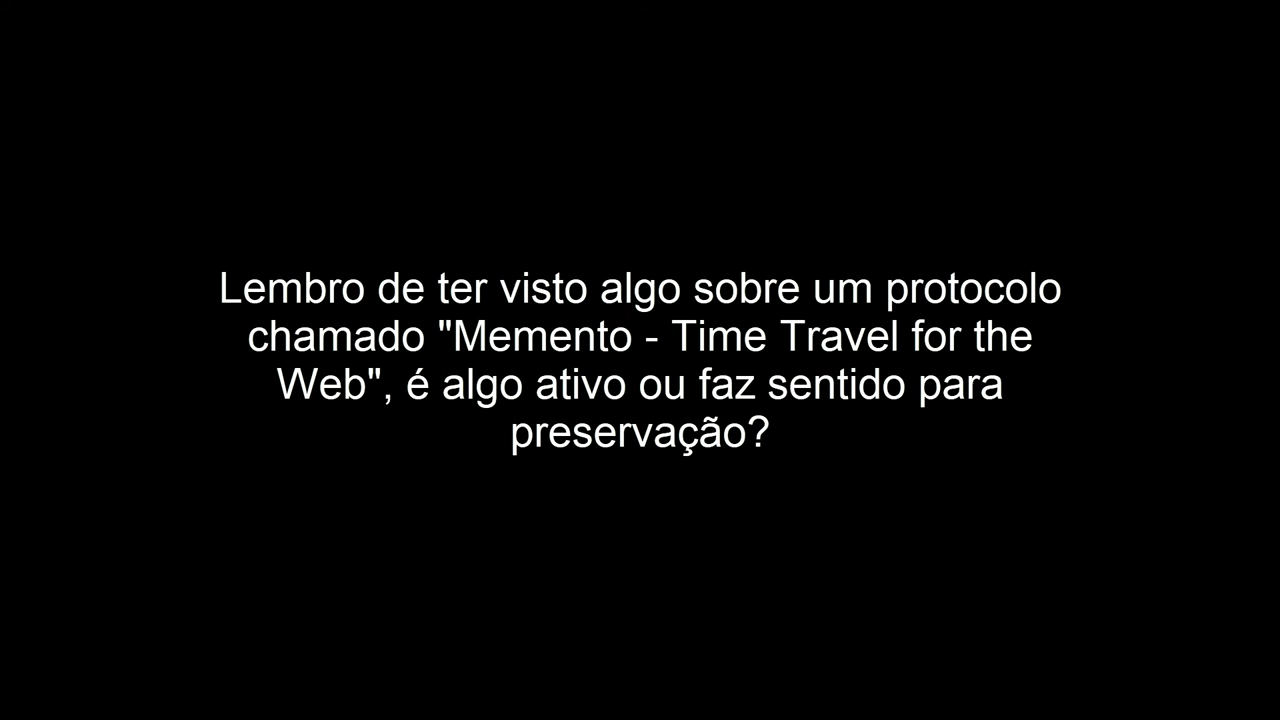 Lembro de ter visto algo sobre um protocolo
chamado "Memento - Time Travel for the
Web", é algo ativo ou faz sentido para
preservação?